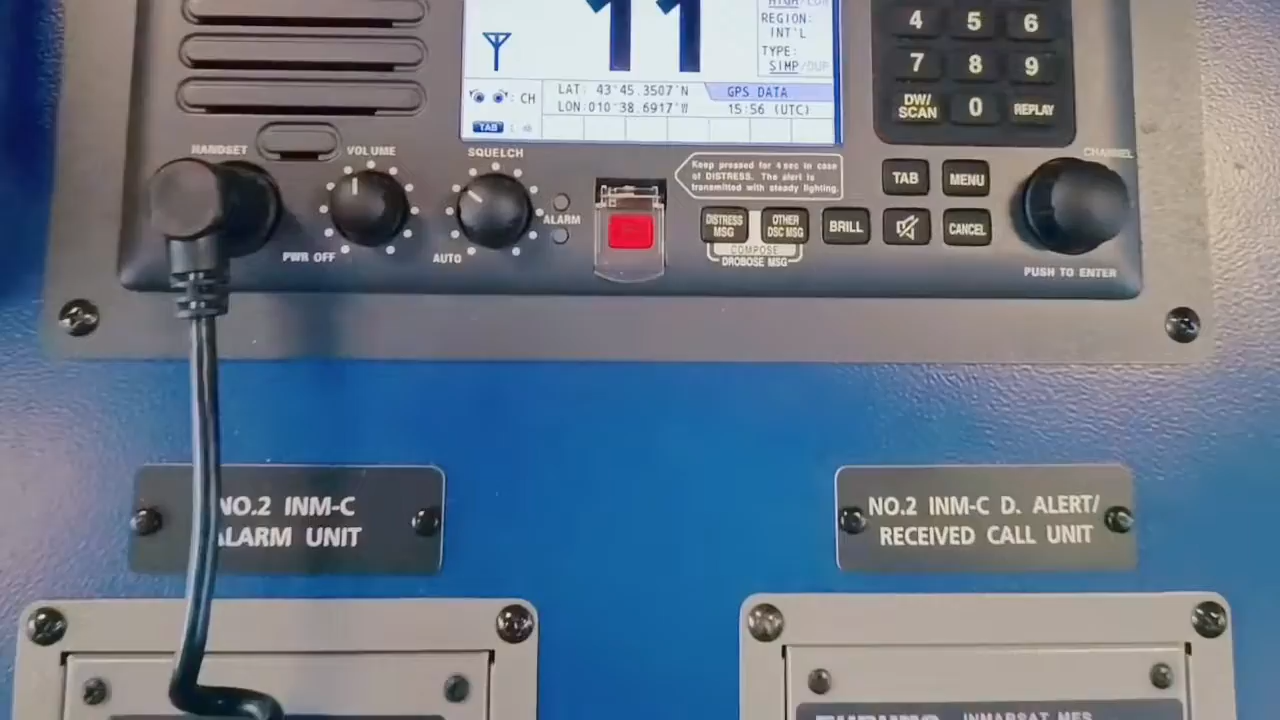 11
HIGH/LOW
REGION:
INT'L
TYPE:
SIMP/DUP
LAT: 43°45.3507'N
LON:010°38.6917'W
GPS DATA
15:56 (UTC)
: CH
TAB
4 5 6
7 8 9
DW/
SCAN
0
REPLAY
HANDSET
VOLUME
SQUELCH
CHANNEL
PWR OFF
AUTO
ALARM
Keep pressed for 4 sec in case
of DISTRESS. The alert is
transmitted with steady lighting.
TAB
MENU
DISTRESS
MSG
OTHER
DSC MSG
BRILL
CANCEL
COMPOSE
DROBOSE MSG
PUSH TO ENTER
NO.2 INM-C
ALARM UNIT
NO.2 INM-C D. ALERT/
RECEIVED CALL UNIT
FURUNO INMARSAT MES